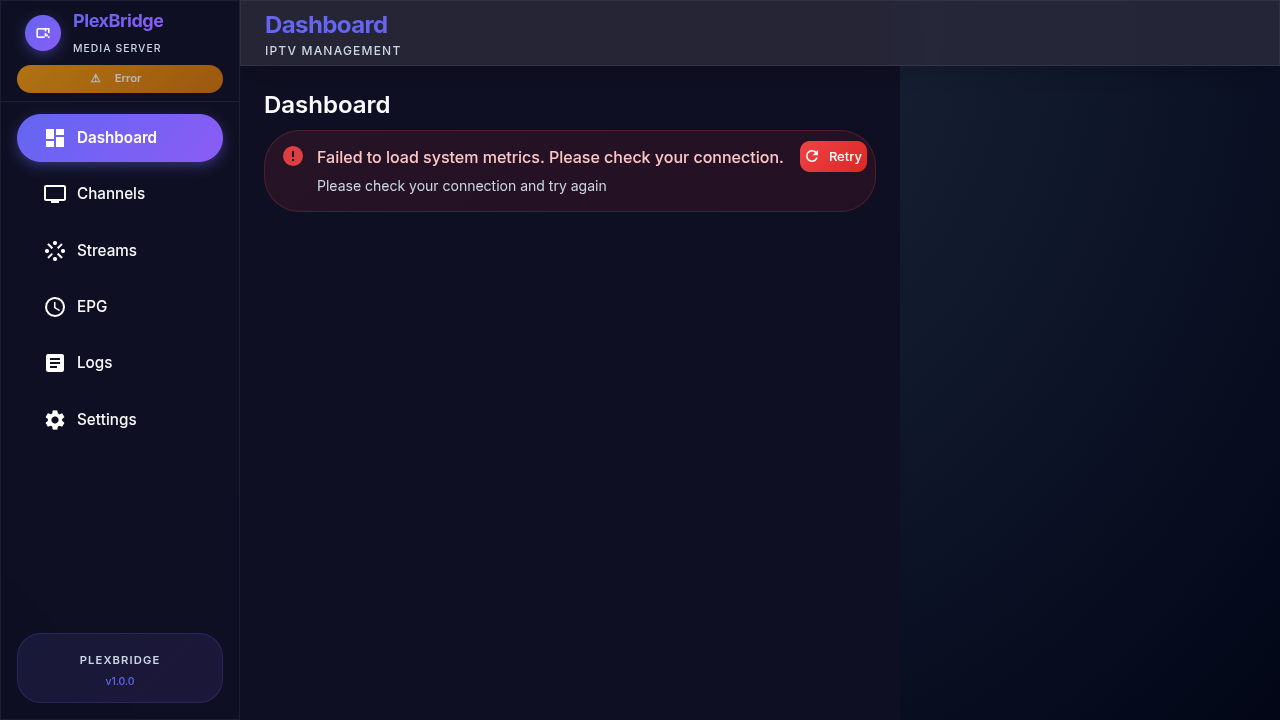 PlexBridge
MEDIA SERVER
⚠ Error
Dashboard
Channels
Streams
EPG
Logs
Settings
PLEXBRIDGE
v1.0.0
Dashboard
IPTV MANAGEMENT
Dashboard
Failed to load system metrics. Please check your connection.
Please check your connection and try again
Retry